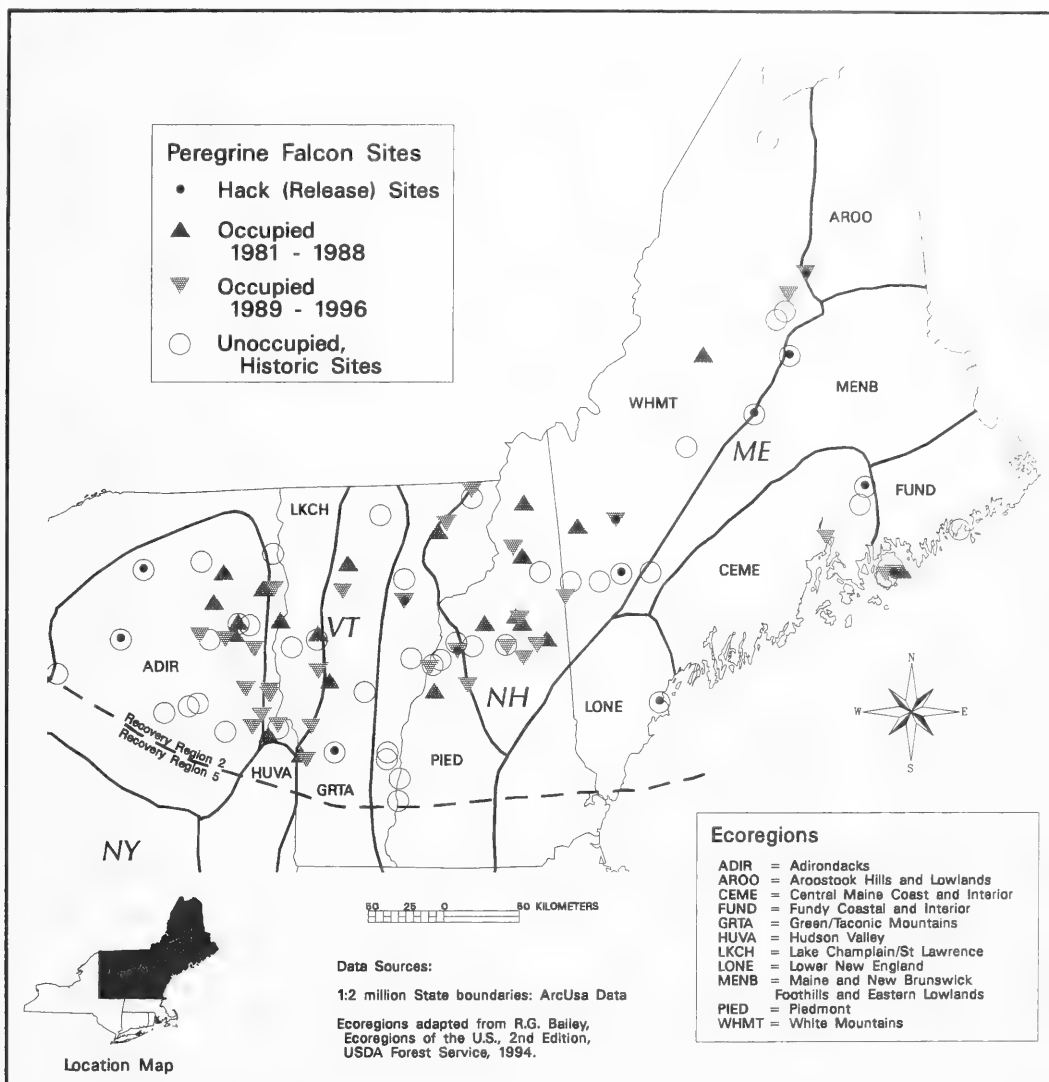 Peregrine Falcon Sites
Hack (Release) Sites
Occupied
1981 - 1988
Occupied
1989 - 1996
Unoccupied,
Historic Sites
AROO
MENB
WHMT
ME
FUND
LKCH
CEME
VT
ADIR
NH
LONE
Recovery Region 2
Recovery Region 5
HUVA
GRTA
PIED
NY
N
W E
S
50 25 0 50 KILOMETERS
Data Sources:
1:2 million State boundaries: ArcUsa Data
Ecoregions adapted from R.G. Bailey,
Ecoregions of the U.S., 2nd Edition,
USDA Forest Service, 1994.
Location Map
Ecoregions
ADIR = Adirondacks
AROO = Aroostook Hills and Lowlands
CEME = Central Maine Coast and Interior
FUND = Fundy Coastal and Interior
GRTA = Green/Taconic Mountains
HUVA = Hudson Valley
LKCH = Lake Champlain/St Lawrence
LONE = Lower New England
MENB = Maine and New Brunswick
Foothills and Eastern Lowlands
PIED = Piedmont
WHMT = White Mountains